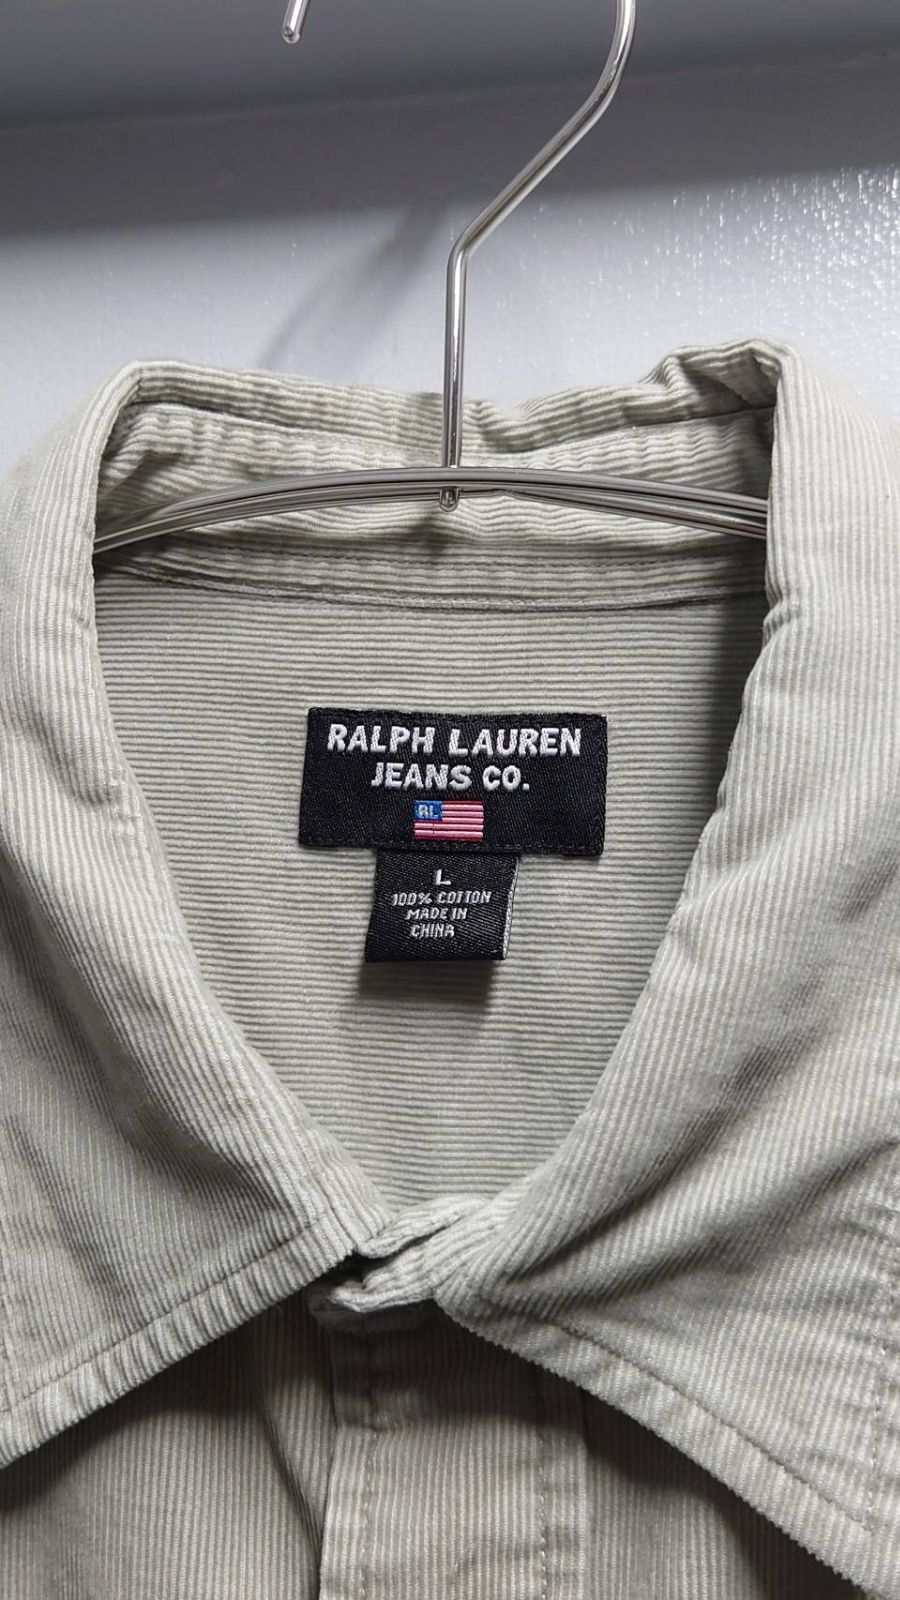 RALPH LAUREN
JEANS CO.
RL
L
100% COTTON
MADE IN
CHINA